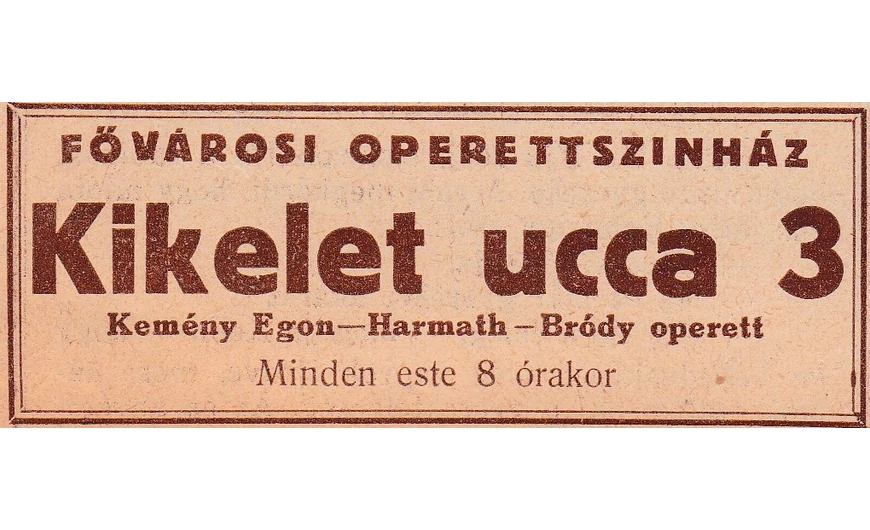 FŐVÁROSI OPERETTSZINHÁZ
Kikelet ucca 3
Kemény Egon—Harmath—Bródy operett
Minden este 8 órakor